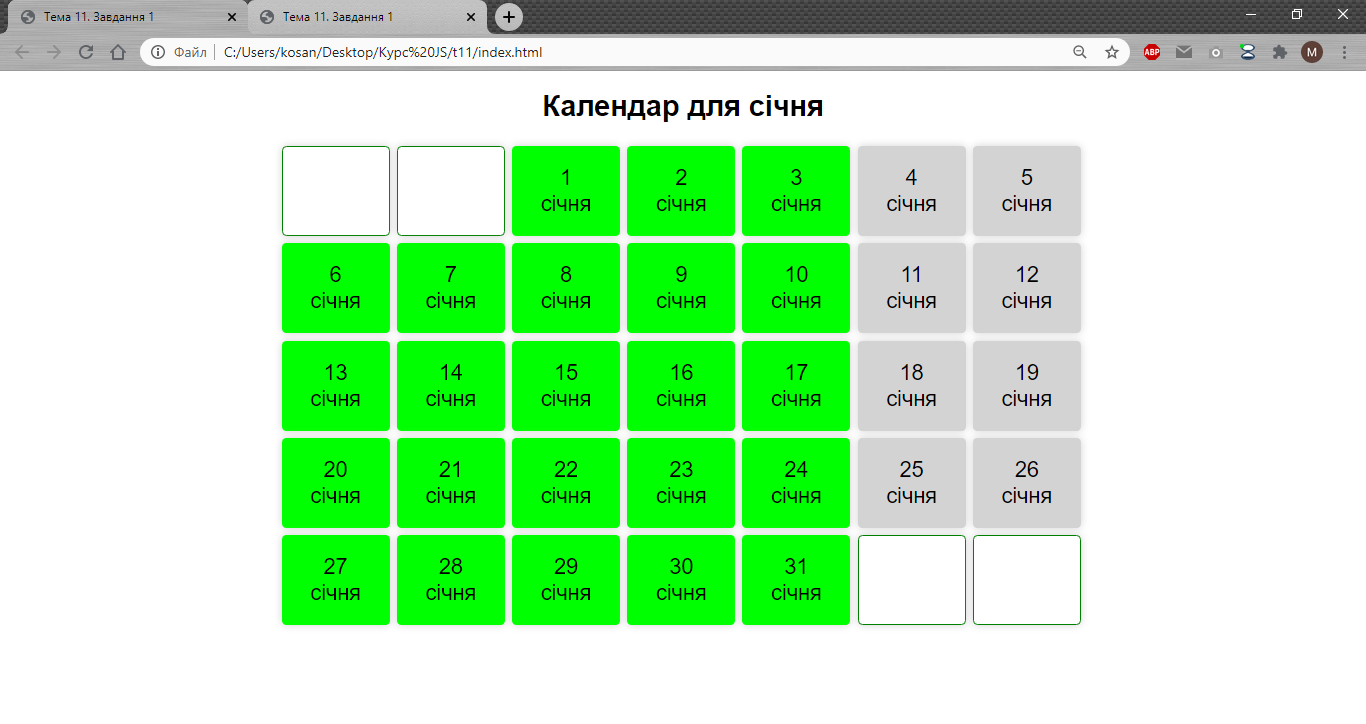 Тема 11. Завдання 1
Тема 11. Завдання 1
Файл
C:/Users/kosan/Desktop/Курс%20JS/t11/index.html
ABP
M
Календар для січня
1
січня
2
січня
3
січня
4
січня
5
січня
6
січня
7
січня
8
січня
9
січня
10
січня
11
січня
12
січня
13
січня
14
січня
15
січня
16
січня
17
січня
18
січня
19
січня
20
січня
21
січня
22
січня
23
січня
24
січня
25
січня
26
січня
27
січня
28
січня
29
січня
30
січня
31
січня